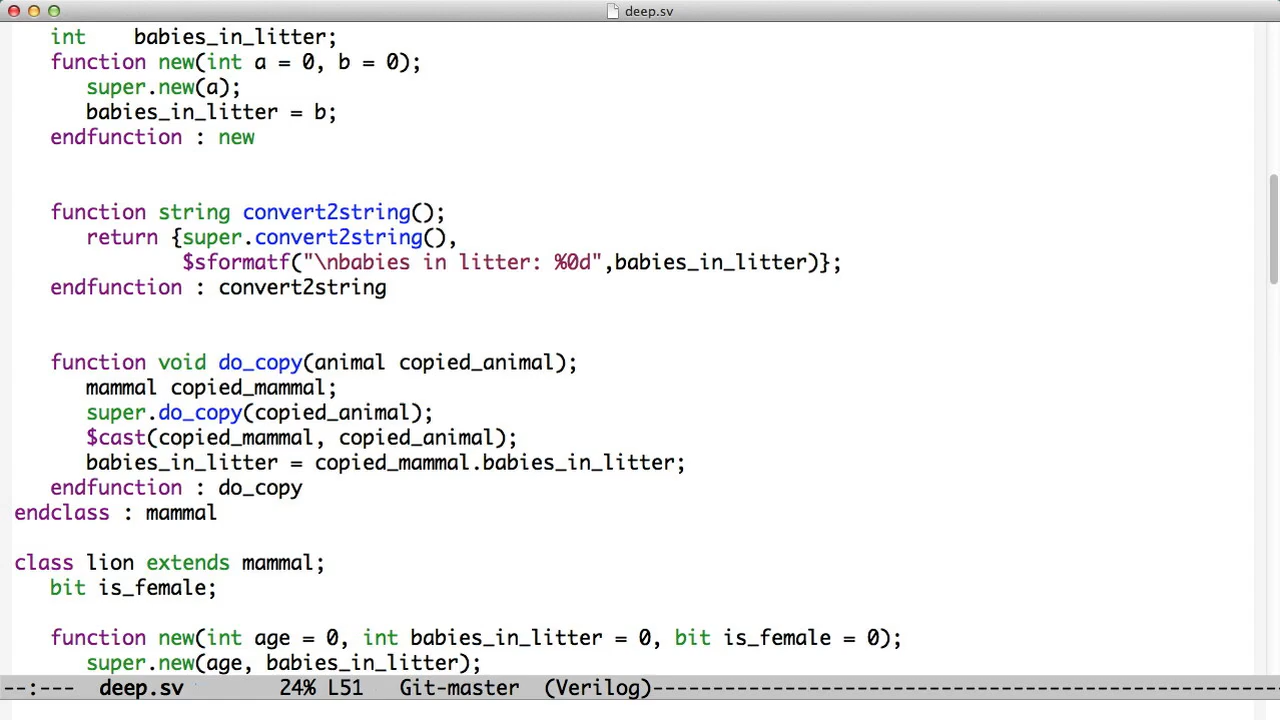 deep.sv
int    babies_in_litter;
function new(int a = 0, b = 0);
super.new(a);
babies_in_litter = b;
endfunction : new
function string convert2string();
return {super.convert2string(),
$sformatf("\nbabies in litter: %0d",babies_in_litter)};
endfunction : convert2string
function void do_copy(animal copied_animal);
mammal copied_mammal;
super.do_copy(copied_animal);
$cast(copied_mammal, copied_animal);
babies_in_litter = copied_mammal.babies_in_litter;
endfunction : do_copy
endclass : mammal
class lion extends mammal;
bit is_female;
function new(int age = 0, int babies_in_litter = 0, bit is_female = 0);
super.new(age, babies_in_litter);
--:---  deep.sv        24% L51   Git-master  (Verilog)----------------------------------------------------